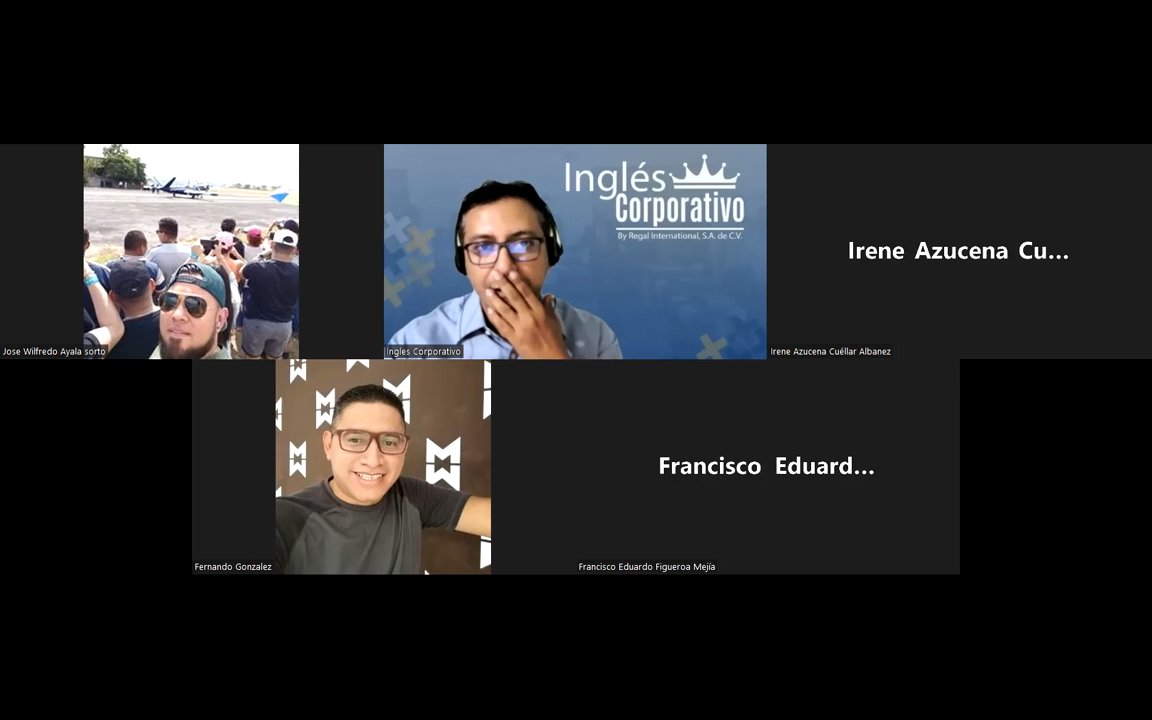 Inglés
Corporativo
By Regal International, S.A. de C.V.
Irene Azucena Cu...
Jose Wilfredo Ayala sorto
Ingles Corporativo
Irene Azucena Cuéllar Albanez
Francisco Eduard...
Fernando Gonzalez
Francisco Eduardo Figueroa Mejía